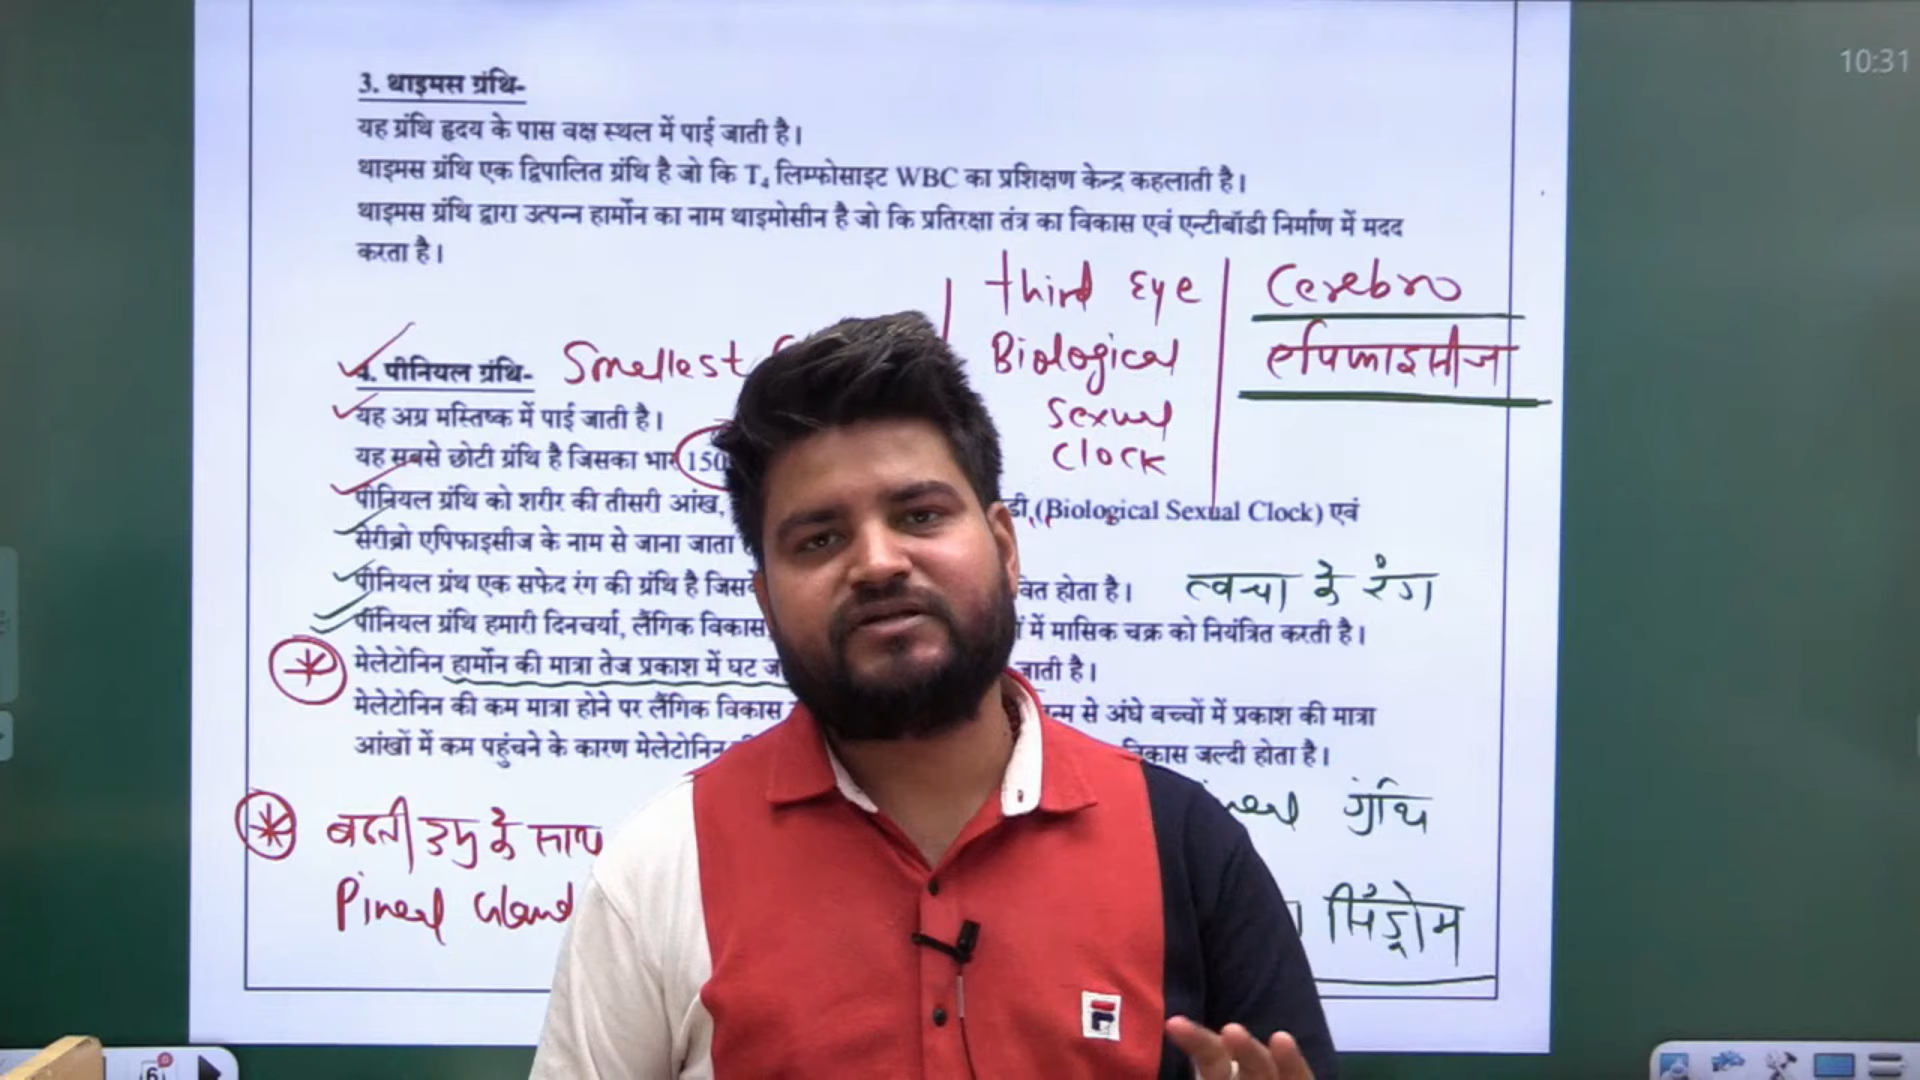 10:31
3. थाइमस ग्रंथि-
यह ग्रंथि हृदय के पास वक्ष स्थल में पाई जाती है।
थाइमस ग्रंथि एक द्विपालित ग्रंथि है जो कि T₄ लिम्फोसाइट WBC का प्रशिक्षण केन्द्र कहलाती है।
थाइमस ग्रंथि द्वारा उत्पन्न हार्मोन का नाम थाइमोसीन है जो कि प्रतिरक्षा तंत्र का विकास एवं एन्टीबॉडी निर्माण में मदद
करता है।
third Eye
Biological
sexual
clock
Cerebro
एपिफाइसीज
4. पीनियल ग्रंथि- Smellest
यह अग्र मस्तिष्क में पाई जाती है।
यह सबसे छोटी ग्रंथि है जिसका भार 150
पीनियल ग्रंथि को शरीर की तीसरी आंख, (Biological Sexual Clock) एवं
सेरीब्रो एपिफाइसीज के नाम से जाना जाता
पीनियल ग्रंथ एक सफेद रंग की ग्रंथि है होता है। त्वचा के रंग
पीनियल ग्रंथि हमारी दिनचर्या, लैंगिक विकास में मासिक चक्र को नियंत्रित करती है।
मेलेटोनिन हार्मोन की मात्रा तेज प्रकाश में घट जाती है।
मेलेटोनिन की कम मात्रा होने पर लैंगिक विकास से अंधे बच्चों में प्रकाश की मात्रा
आंखों में कम पहुंचने के कारण मेलेटोनिन जल्दी होता है।
ग्रंथि
के साथ
Pineal Gland
सिंड्रोम